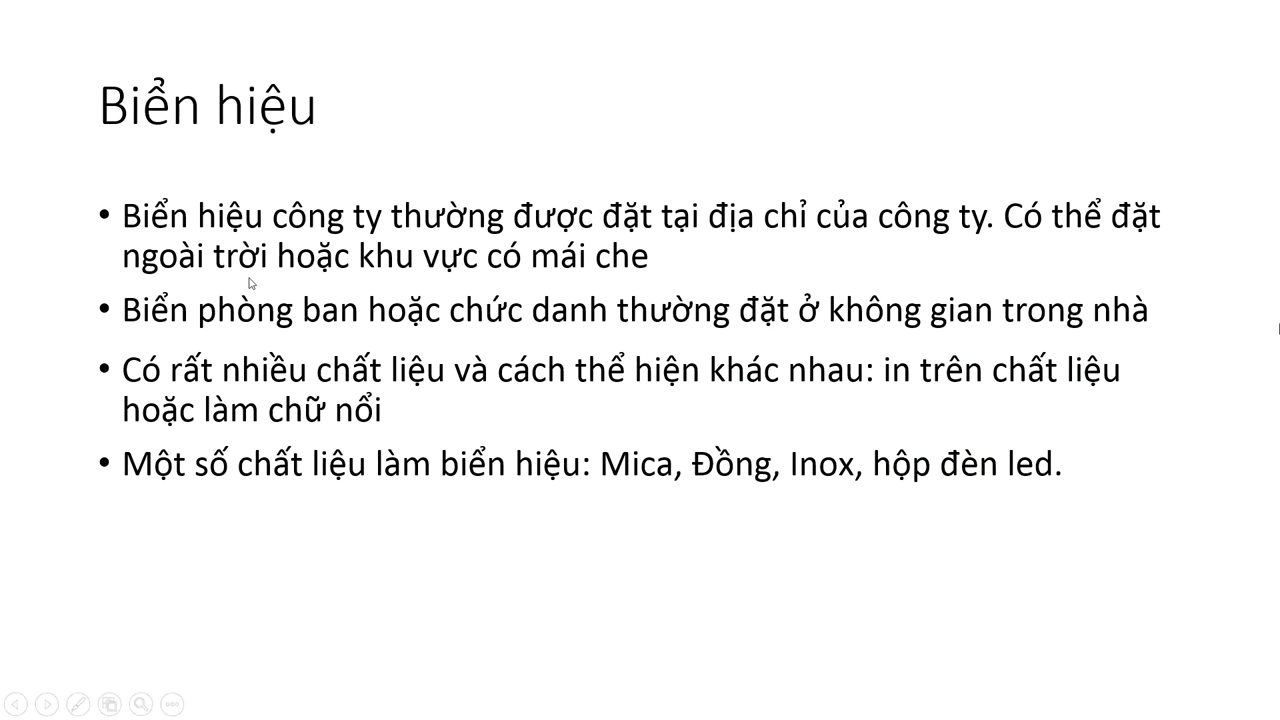 Biển hiệu
• Biển hiệu công ty thường được đặt tại địa chỉ của công ty. Có thể đặt
ngoài trời hoặc khu vực có mái che
• Biển phòng ban hoặc chức danh thường đặt ở không gian trong nhà
• Có rất nhiều chất liệu và cách thể hiện khác nhau: in trên chất liệu
hoặc làm chữ nổi
• Một số chất liệu làm biển hiệu: Mica, Đồng, Inox, hộp đèn led.